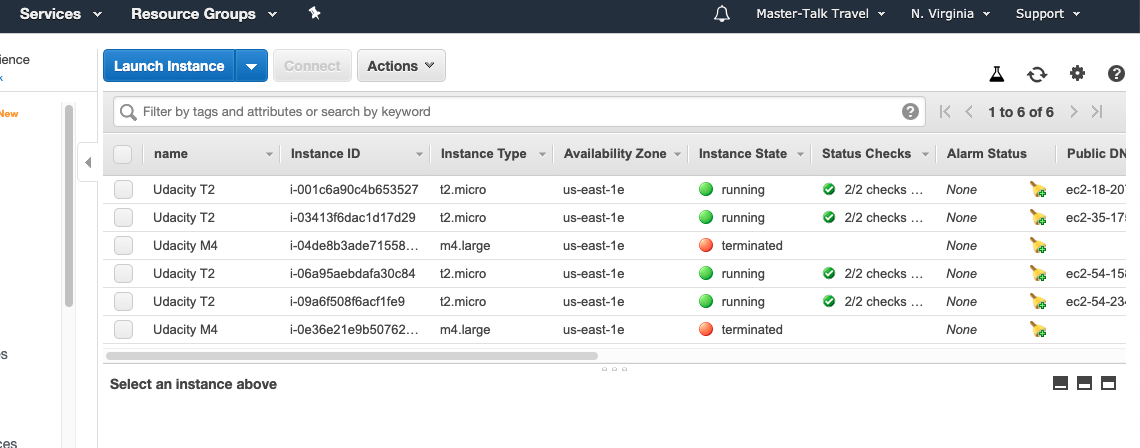 Services Resource Groups Master-Talk Travel N. Virginia Support
ience
Launch Instance Connect Actions
New
Filter by tags and attributes or search by keyword ? 1 to 6 of 6
name Instance ID Instance Type Availability Zone Instance State Status Checks Alarm Status Public DN
Udacity T2 i-001c6a90c4b653527 t2.micro us-east-1e running 2/2 checks ... None ec2-18-207
Udacity T2 i-03413f6dac1d17d29 t2.micro us-east-1e running 2/2 checks ... None ec2-35-175
Udacity M4 i-04de8b3ade71558... m4.large us-east-1e terminated None
Udacity T2 i-06a95aebdafa30c84 t2.micro us-east-1e running 2/2 checks ... None ec2-54-158
Udacity T2 i-09a6f508f6acf1fe9 t2.micro us-east-1e running 2/2 checks ... None ec2-54-234
Udacity M4 i-0e36e21e9b50762... m4.large us-east-1e terminated None
es
Select an instance above
ces